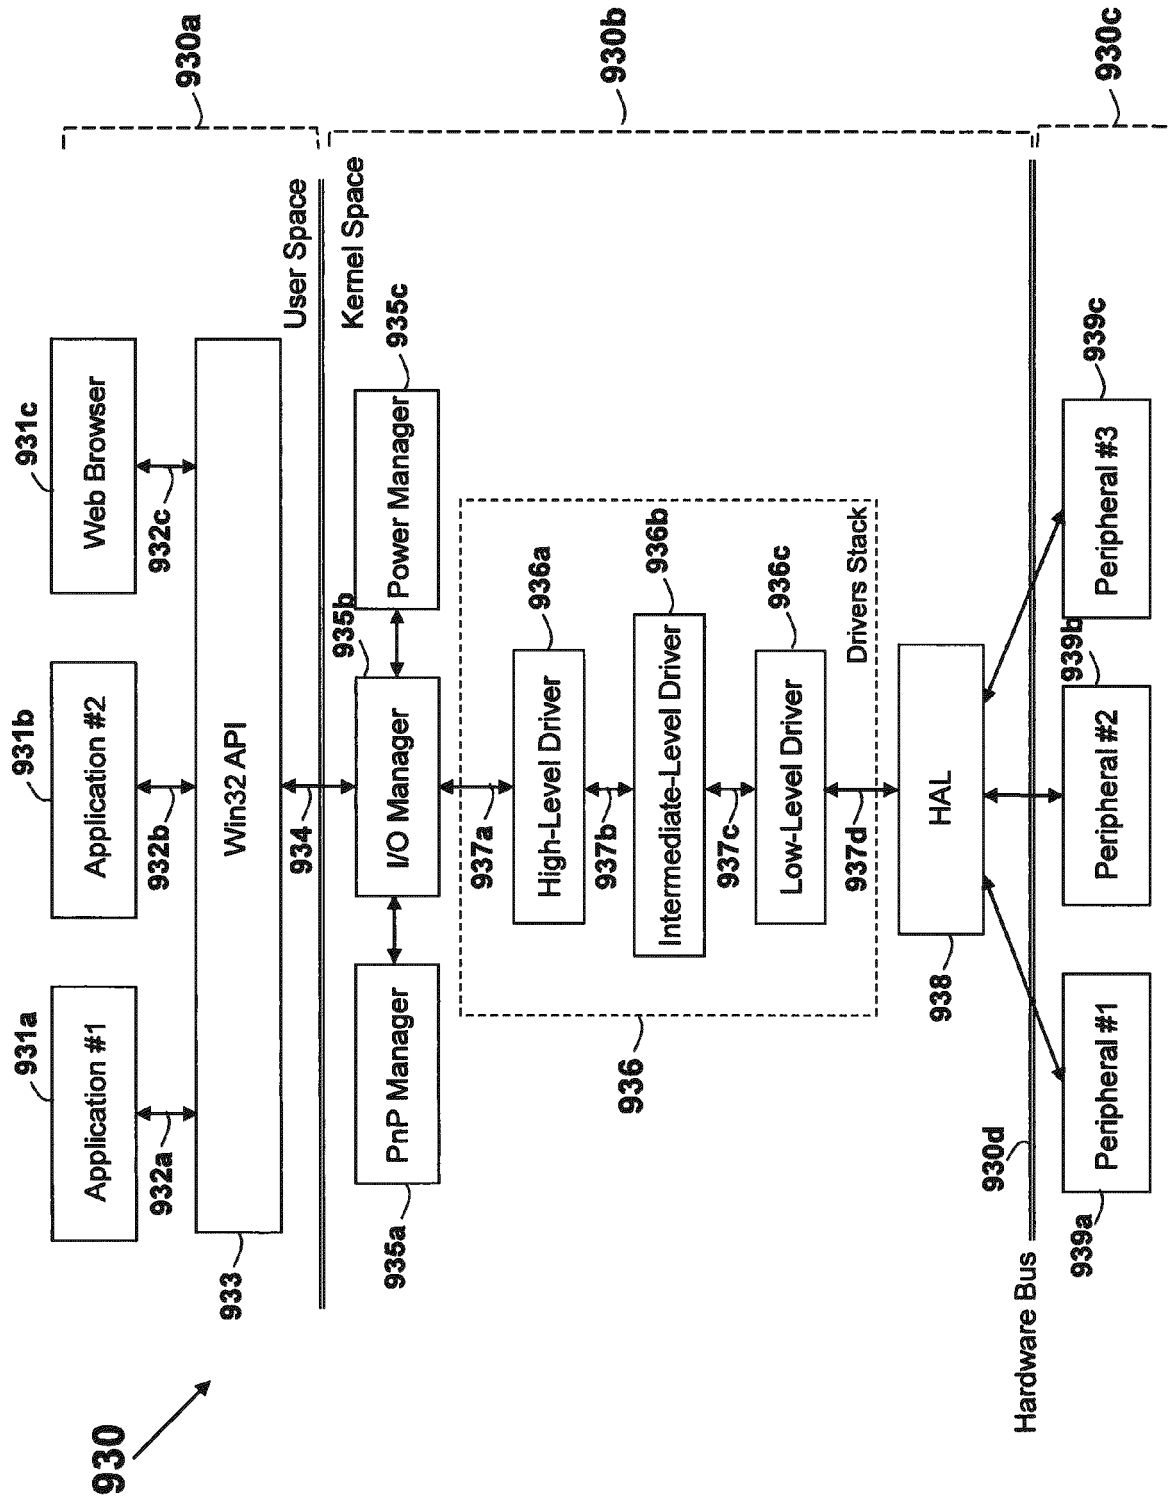 930
931a
Application #1
931b
Application #2
931c
Web Browser
930a
932a
932b
932c
933
Win32 API
934
User Space
Kernel Space
935a
PnP Manager
935b
I/O Manager
935c
Power Manager
930b
937a
936
High-Level Driver
936a
937b
Intermediate-Level Driver
936b
937c
Low-Level Driver
936c
937d
Drivers Stack
938
HAL
Hardware Bus
930d
939a
Peripheral #1
939b
Peripheral #2
939c
Peripheral #3
930c